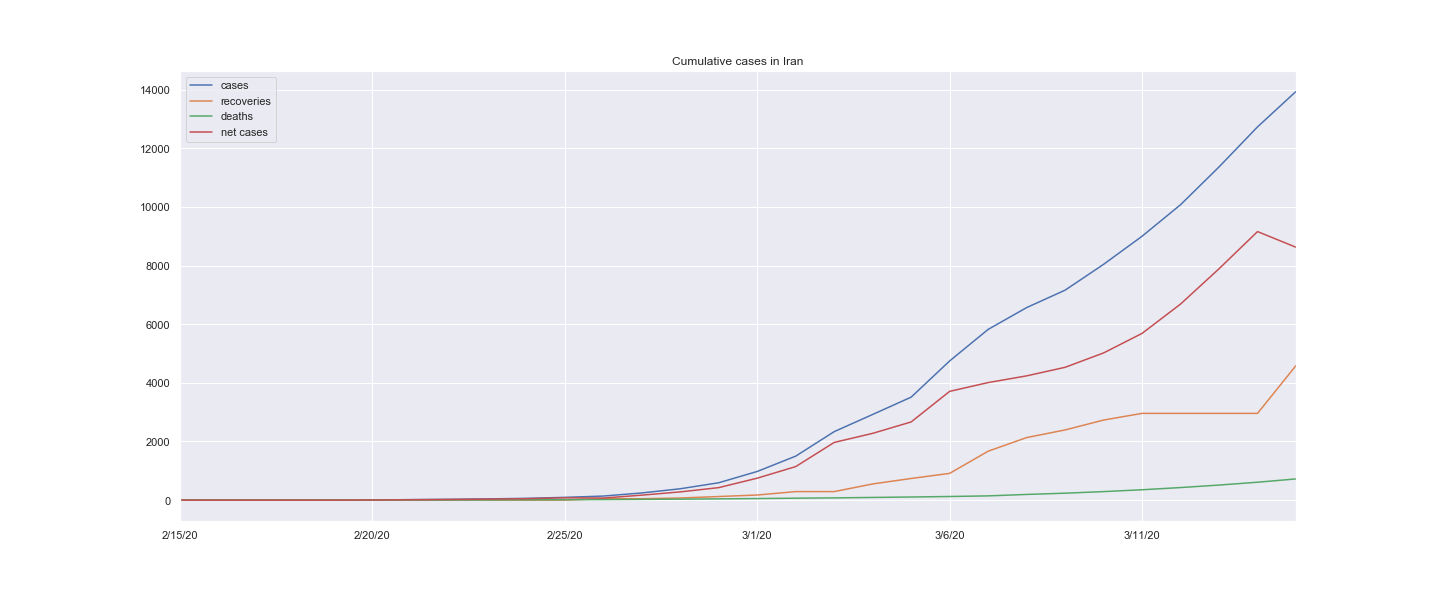 Cumulative cases in Iran
cases
recoveries
deaths
net cases
14000
12000
10000
8000
6000
4000
2000
0
2/15/20
2/20/20
2/25/20
3/1/20
3/6/20
3/11/20